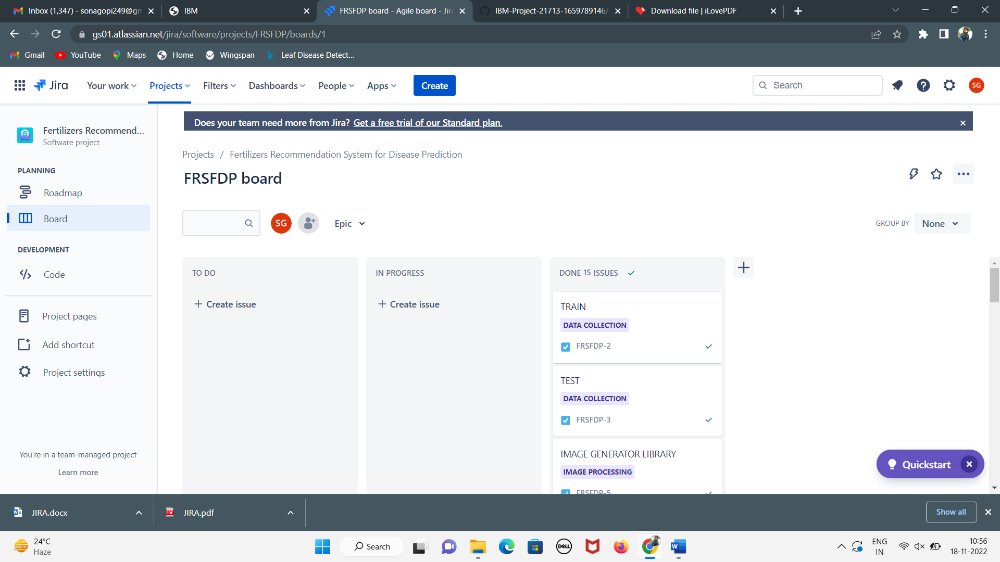 Inbox (1,347) - sonagopi249@gm
IBM
FRSFDP board - Agile board - Jira
IBM-Project-21713-1659789146/
Download file | iLovePDF
gs01.atlassian.net/jira/software/projects/FRSFDP/boards/1
Gmail
YouTube
Maps
Home
Wingspan
Leaf Disease Detect...
Jira
Your work
Projects
Filters
Dashboards
People
Apps
Create
Search
SG
Fertilizers Recommend...
Software project
PLANNING
Roadmap
Board
DEVELOPMENT
Code
Project pages
Add shortcut
Project settings
You're in a team-managed project
Learn more
Does your team need more from Jira? Get a free trial of our Standard plan.
Projects / Fertilizers Recommendation System for Disease Prediction
FRSFDP board
SG
Epic
GROUP BY
None
TO DO
+ Create issue
IN PROGRESS
+ Create issue
DONE 15 ISSUES
TRAIN
DATA COLLECTION
FRSFDP-2
TEST
DATA COLLECTION
FRSFDP-3
IMAGE GENERATOR LIBRARY
IMAGE PROCESSING
FRSFDP-5
Quickstart
JIRA.docx
JIRA.pdf
Show all
24°C
Haze
Search
DELL
ENG
IN
10:56
18-11-2022